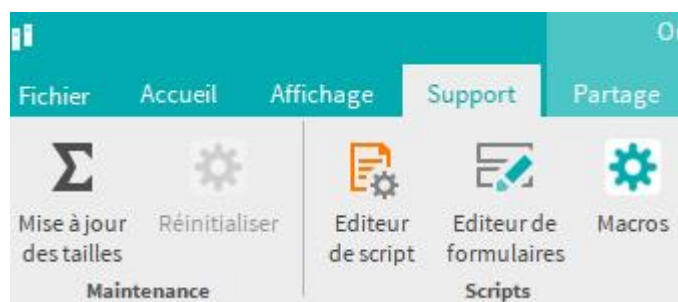 Fichier Accueil Affichage Support Partage
Mise à jour des tailles
Réinitialiser
Editeur de script
Editeur de formulaires
Macros
Maintenance Scripts